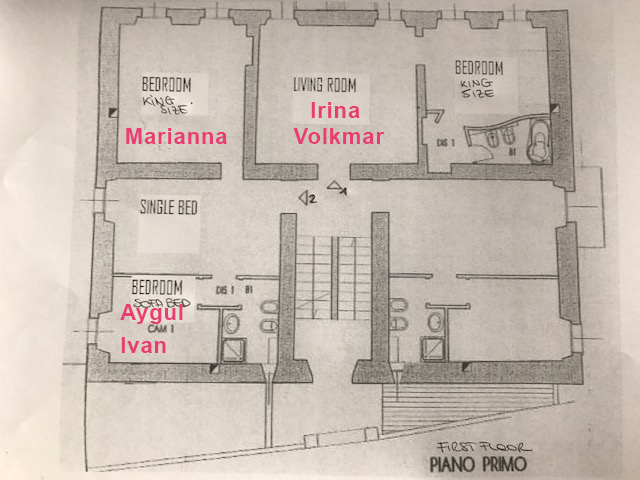 BEDROOM
KING
SIZE
Marianna
LIVING ROOM
Irina
Volkmar
BEDROOM
KING
SIZE
DIS 1
B1
2
1
SINGLE BED
BEDROOM
SOFA BED
Aygul
CAM 1
Ivan
DIS 1
B1
FIRST FLOOR
PIANO PRIMO